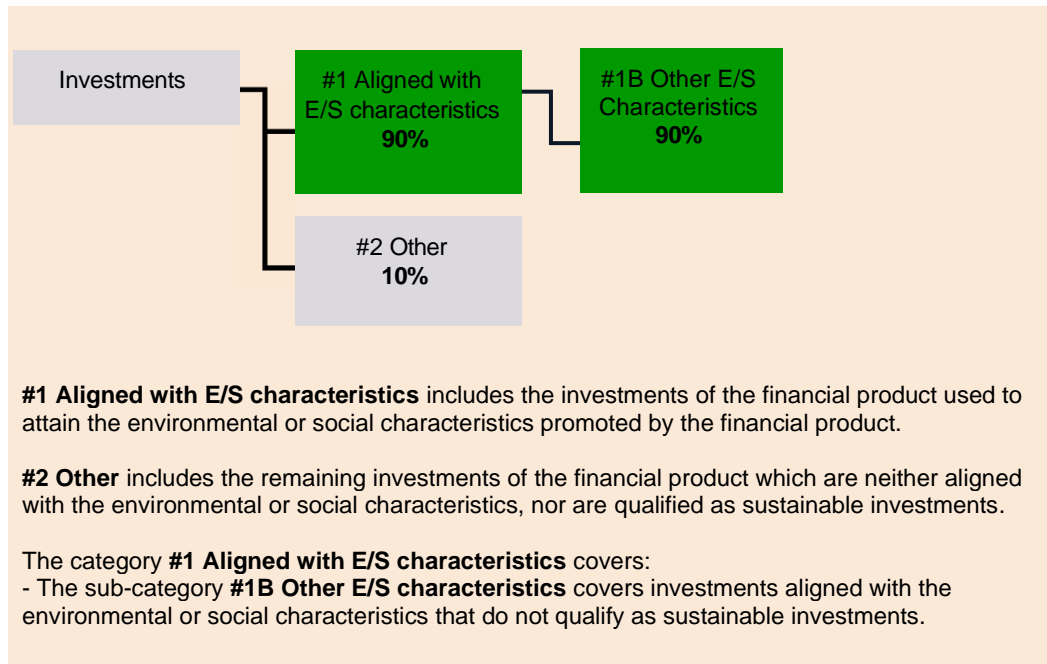 Investments
#1 Aligned with
E/S characteristics
90%
#1B Other E/S
Characteristics
90%
#2 Other
10%
#1 Aligned with E/S characteristics includes the investments of the financial product used to
attain the environmental or social characteristics promoted by the financial product.
#2 Other includes the remaining investments of the financial product which are neither aligned
with the environmental or social characteristics, nor are qualified as sustainable investments.
The category #1 Aligned with E/S characteristics covers:
- The sub-category #1B Other E/S characteristics covers investments aligned with the
environmental or social characteristics that do not qualify as sustainable investments.